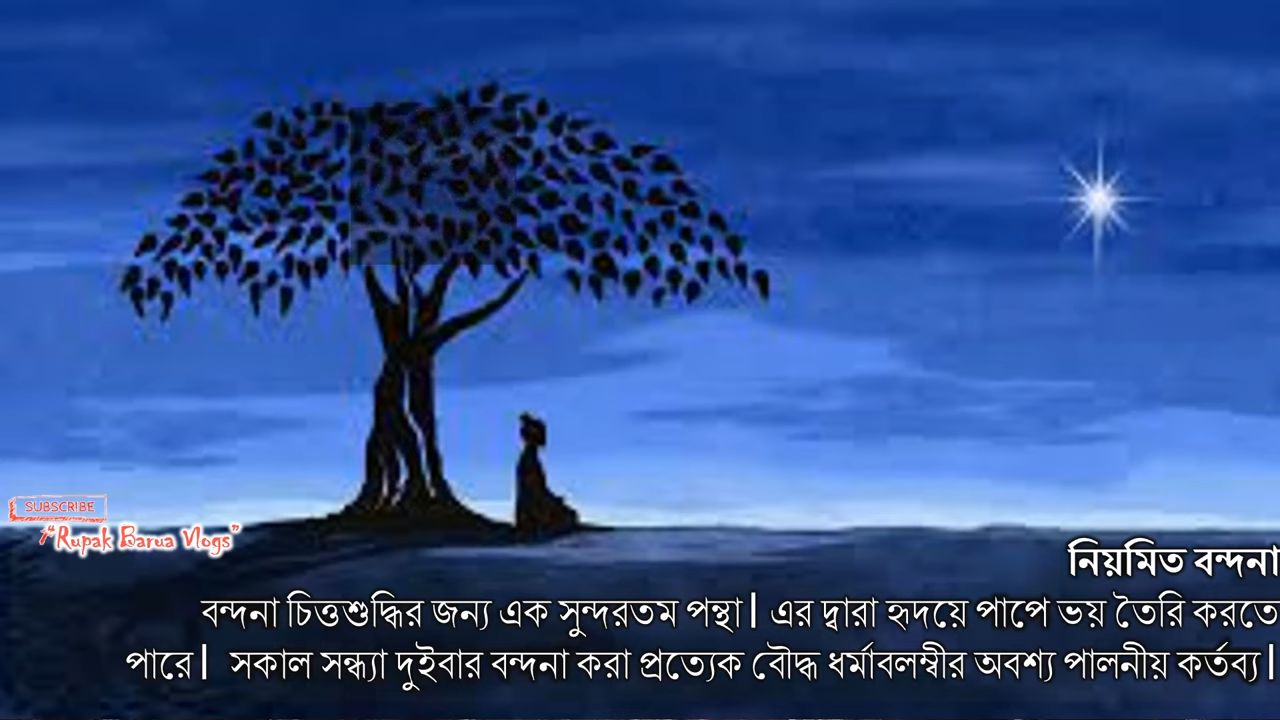 SUBSCRIBE
"Rupak Barua Vlogs"
নিয়মিত বন্দনা
বন্দনা চিত্তশুদ্ধির জন্য এক সুন্দরতম পন্থা| এর দ্বারা হৃদয়ে পাপে ভয় তৈরি করতে
পারে| সকাল সন্ধ্যা দুইবার বন্দনা করা প্রত্যেক বৌদ্ধ ধর্মাবলম্বীর অবশ্য পালনীয় কর্তব্য|